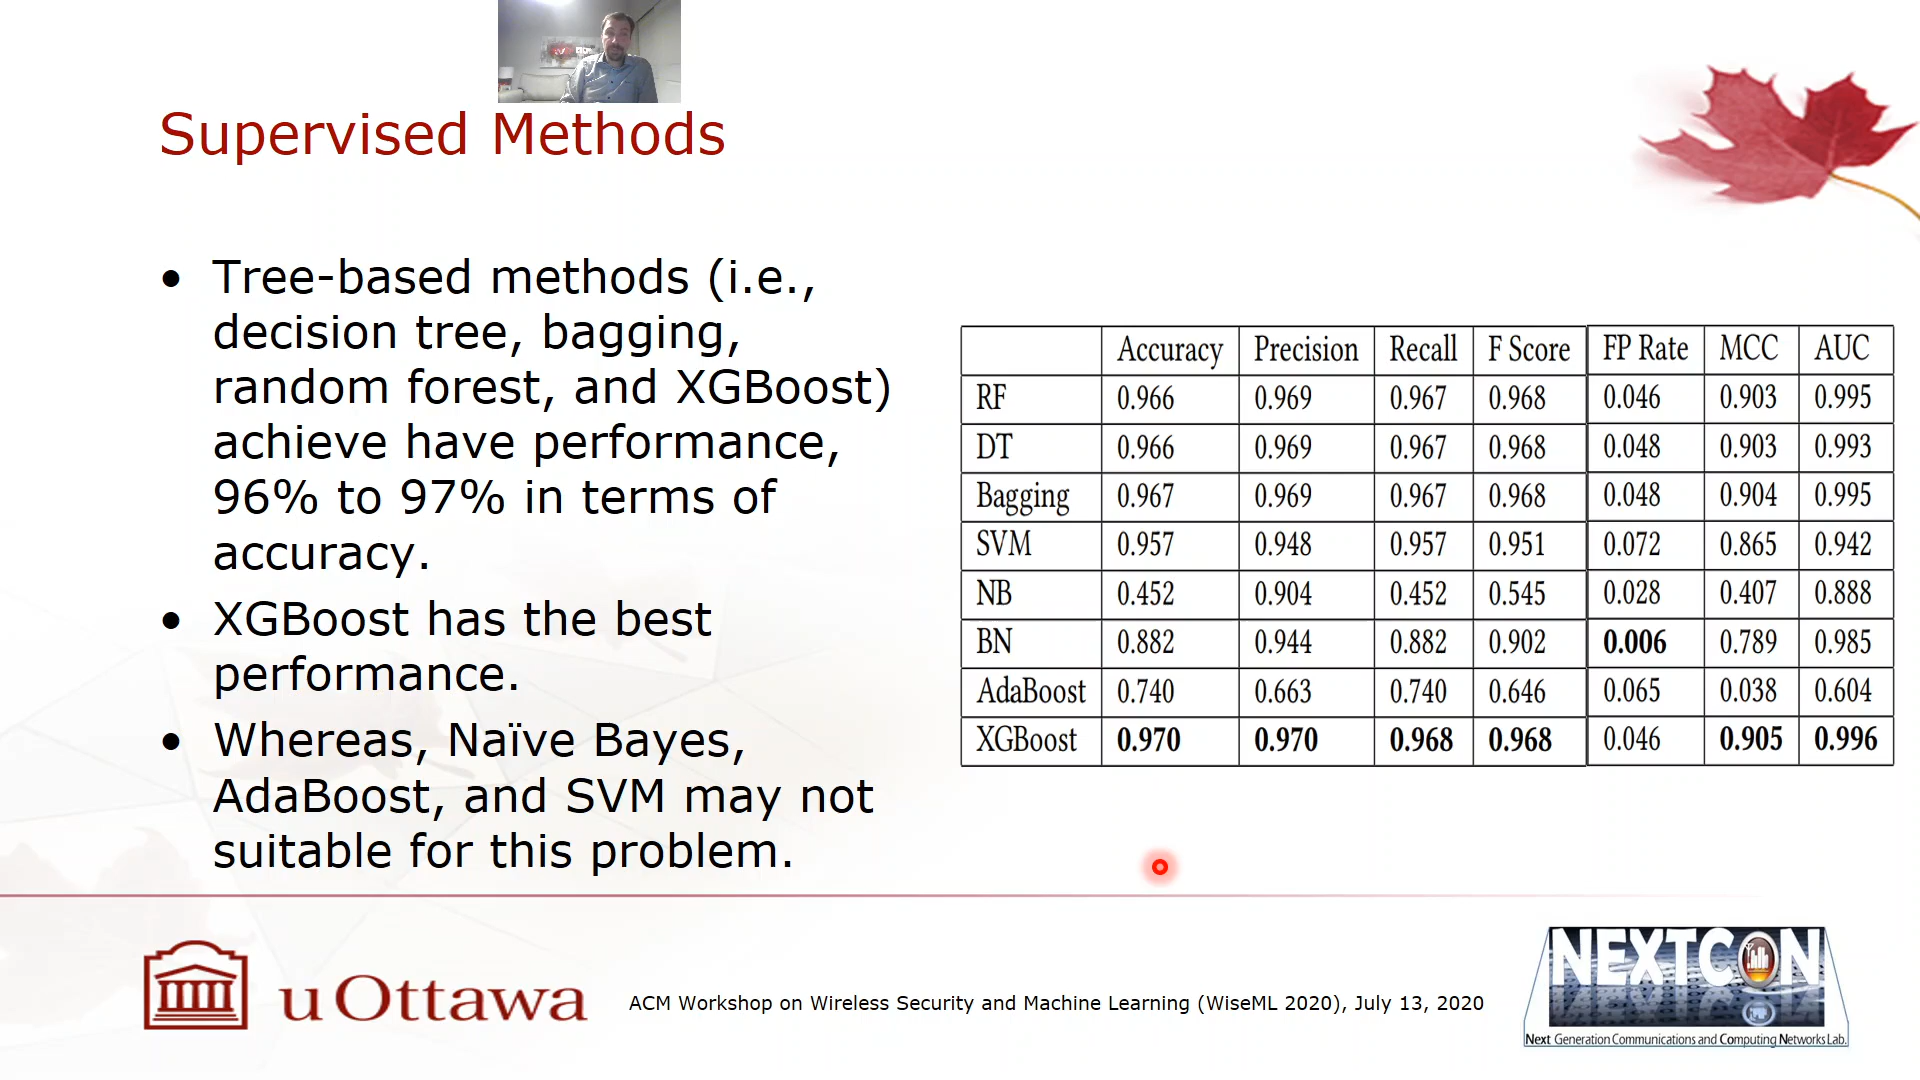 Supervised Methods
• Tree-based methods (i.e.,
decision tree, bagging,
random forest, and XGBoost)
achieve have performance,
96% to 97% in terms of
accuracy.
• XGBoost has the best
performance.
• Whereas, Naïve Bayes,
AdaBoost, and SVM may not
suitable for this problem.
Accuracy Precision Recall F Score FP Rate MCC AUC
RF 0.966 0.969 0.967 0.968 0.046 0.903 0.995
DT 0.966 0.969 0.967 0.968 0.048 0.903 0.993
Bagging 0.967 0.969 0.967 0.968 0.048 0.904 0.995
SVM 0.957 0.948 0.957 0.951 0.072 0.865 0.942
NB 0.452 0.904 0.452 0.545 0.028 0.407 0.888
BN 0.882 0.944 0.882 0.902 0.006 0.789 0.985
AdaBoost 0.740 0.663 0.740 0.646 0.065 0.038 0.604
XGBoost 0.970 0.970 0.968 0.968 0.046 0.905 0.996
uOttawa
ACM Workshop on Wireless Security and Machine Learning (WiseML 2020), July 13, 2020
NEXTCON
Next Generation Communications and Computing Networks Lab.